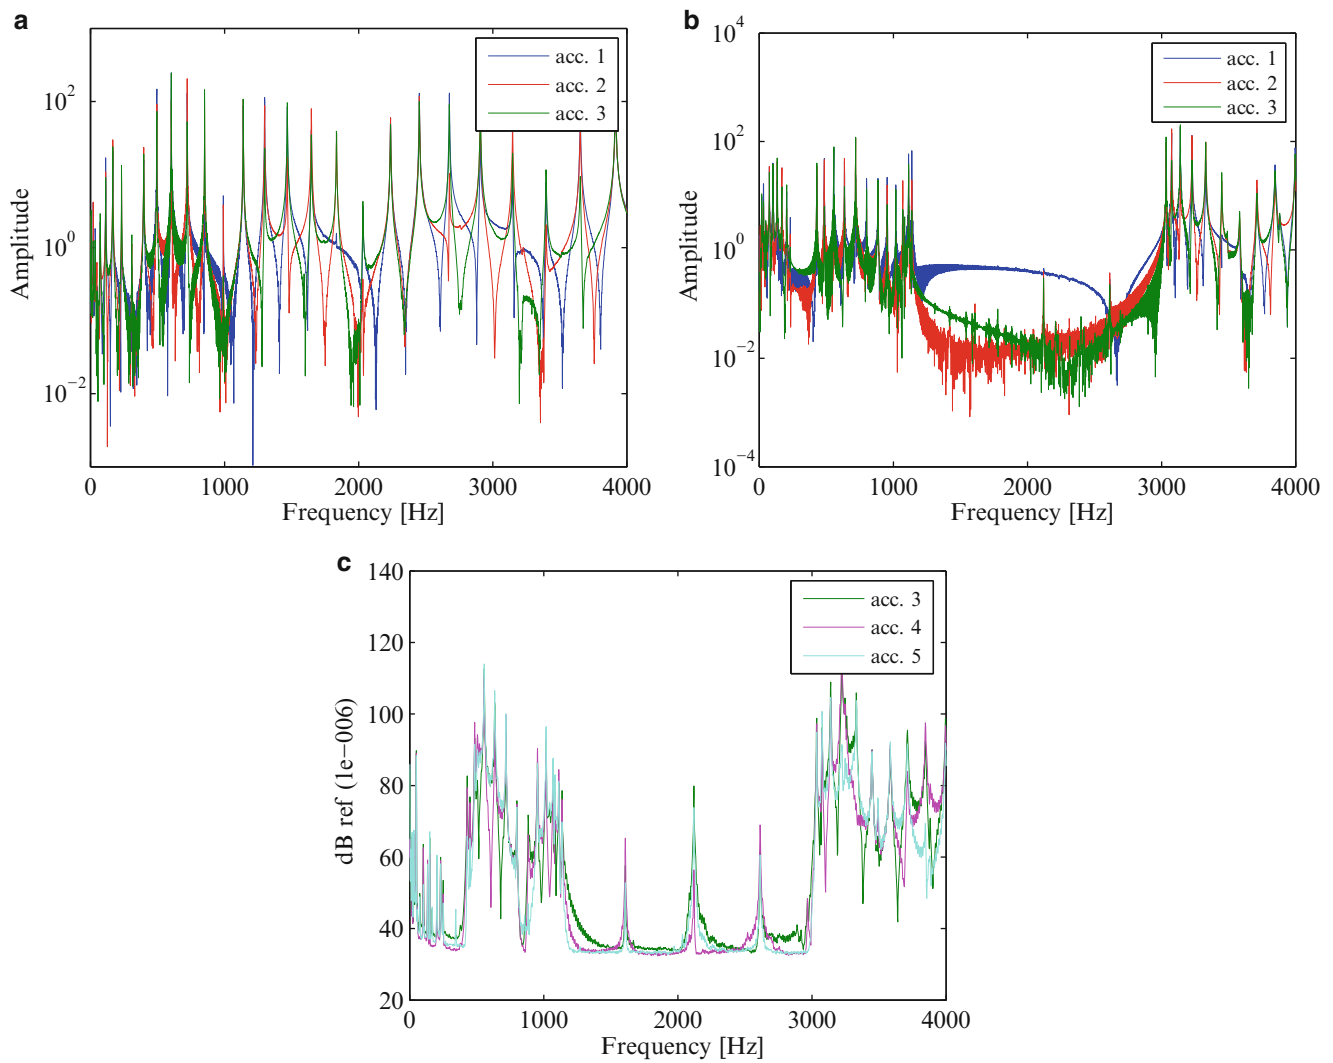 a
Amplitude
10^2
10^0
10^−2
0
1000
2000
3000
4000
Frequency [Hz]
acc. 1
acc. 2
acc. 3
b
Amplitude
10^4
10^2
10^0
10^−2
10^−4
0
1000
2000
3000
4000
Frequency [Hz]
acc. 1
acc. 2
acc. 3
c
dB ref (1e−006)
140
120
100
80
60
40
20
0
1000
2000
3000
4000
Frequency [Hz]
acc. 3
acc. 4
acc. 5